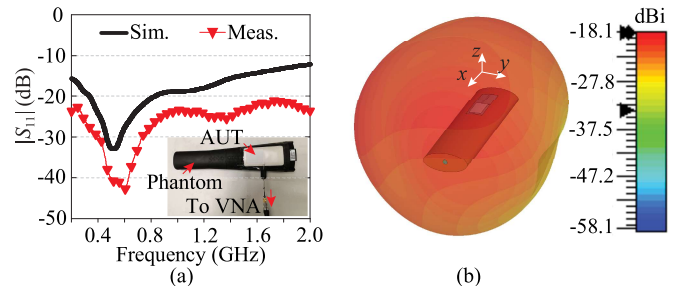 0
-10
-20
-30
-40
-50
|S11| (dB)
Sim.
Meas.
AUT
Phantom
To VNA
0.4
0.8
1.2
1.6
2.0
Frequency (GHz)
(a)
z
x
y
dBi
-18.1
-27.8
-37.5
-47.2
-58.1
(b)